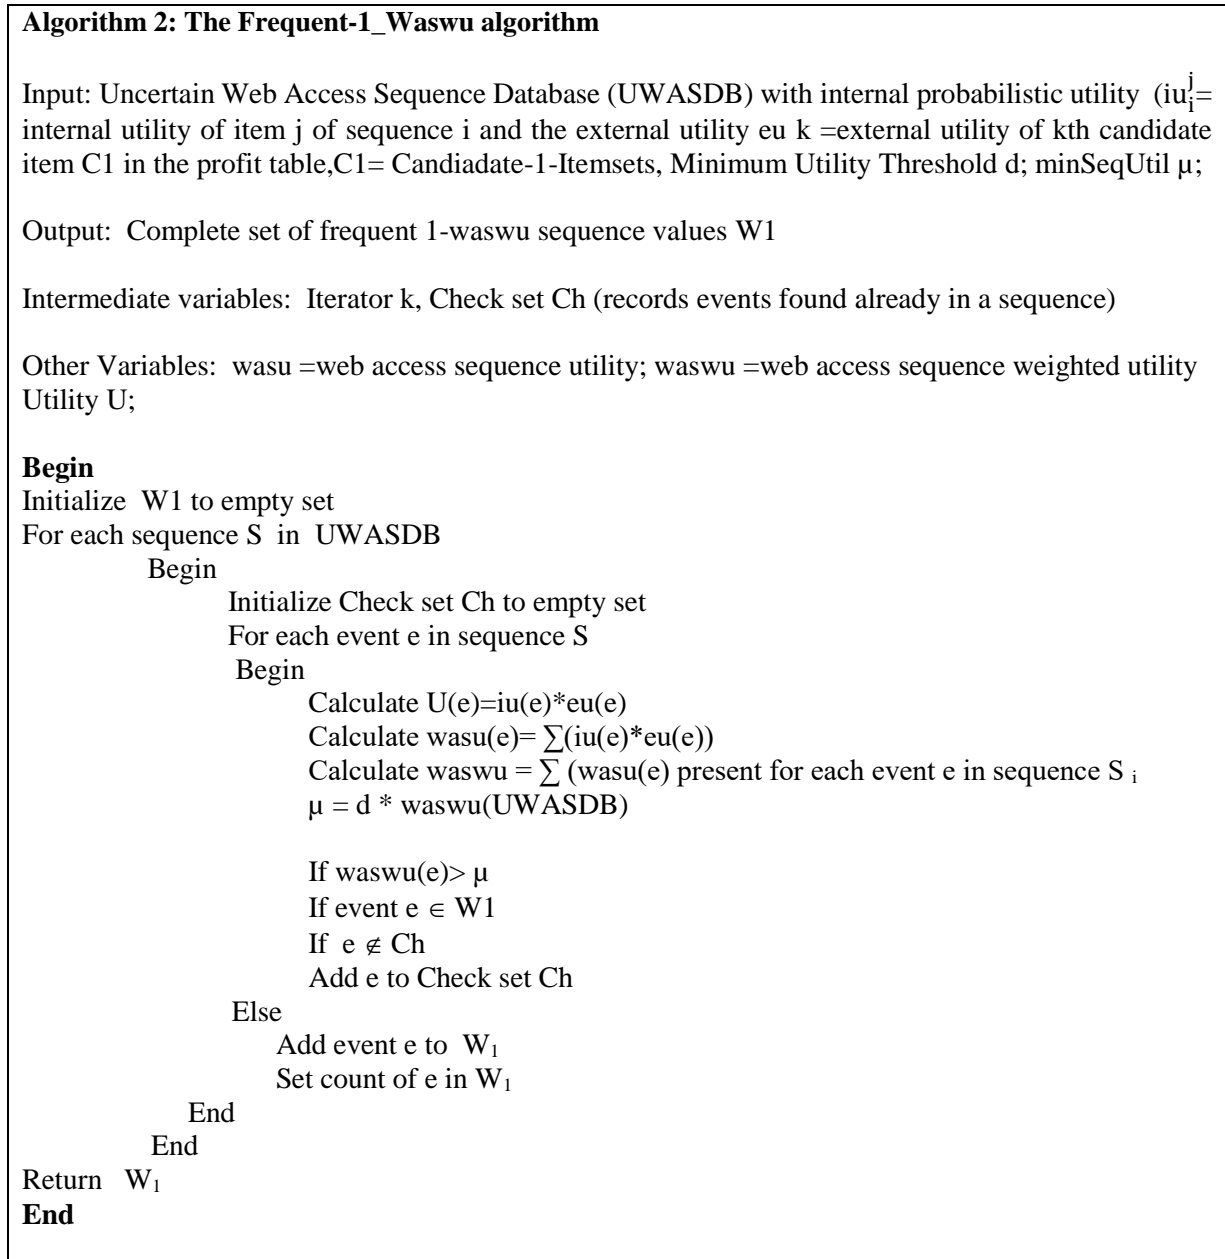 Algorithm 2: The Frequent-1_Waswu algorithm
Input: Uncertain Web Access Sequence Database (UWASDB) with internal probabilistic utility (iu_i^j=
internal utility of item j of sequence i and the external utility eu k =external utility of kth candidate
item C1 in the profit table,C1= Candiadate-1-Itemsets, Minimum Utility Threshold d; minSeqUtil µ;
Output: Complete set of frequent 1-waswu sequence values W1
Intermediate variables: Iterator k, Check set Ch (records events found already in a sequence)
Other Variables: wasu =web access sequence utility; waswu =web access sequence weighted utility
Utility U;
Begin
Initialize W1 to empty set
For each sequence S in UWASDB
Begin
Initialize Check set Ch to empty set
For each event e in sequence S
Begin
Calculate U(e)=iu(e)*eu(e)
Calculate wasu(e)= ∑(iu(e)*eu(e))
Calculate waswu = ∑ (wasu(e) present for each event e in sequence S i
µ = d * waswu(UWASDB)
If waswu(e)> µ
If event e ∈ W1
If e ∉ Ch
Add e to Check set Ch
Else
Add event e to W₁
Set count of e in W₁
End
End
Return W₁
End